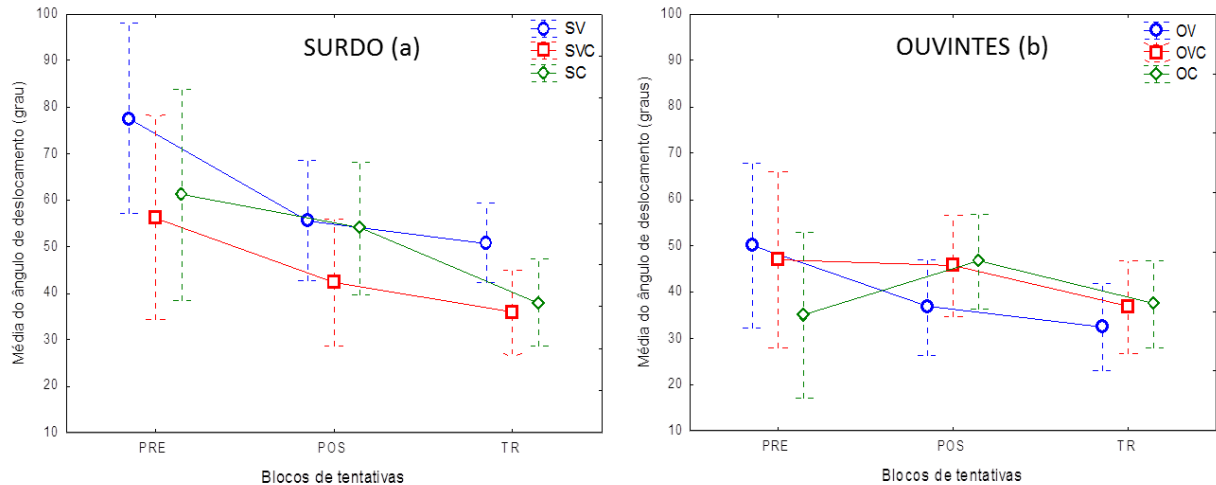 SURDO (a)
SV
SVC
SC
Média do ângulo de deslocamento (grau)
100
90
80
70
60
50
40
30
20
10
PRE
POS
TR
Blocos de tentativas
OUVINTES (b)
OV
OVC
OC
Média do ângulo de deslocamento (graus)
100
90
80
70
60
50
40
30
20
10
PRE
POS
TR
Blocos de tentativas